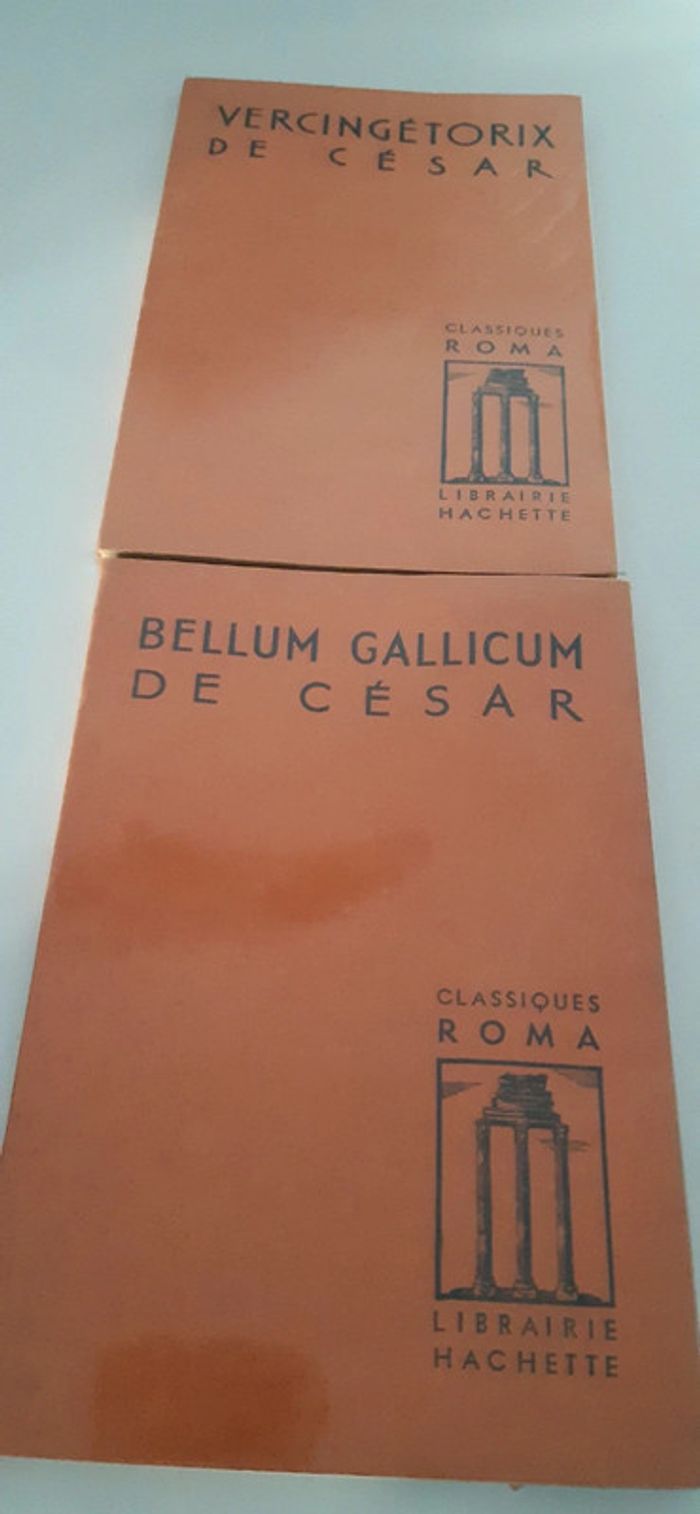 VERCINGÉTORIX
DE CÉSAR
CLASSIQUES
ROMA
LIBRAIRIE
HACHETTE
BELLUM GALLICUM
DE CÉSAR
CLASSIQUES
ROMA
LIBRAIRIE
HACHETTE